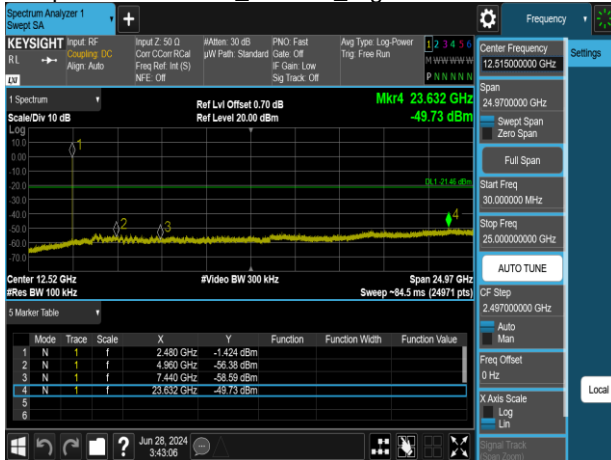 Spectrum Analyzer 1
Swept SA
+
Frequency
KEYSIGHT
RL
LXI
Input: RF
Coupling: DC
Align: Auto
Input Z: 50 Ω
Corr CCorr RCal
Freq Ref: Int (S)
NFE: Off
#Atten: 30 dB
µW Path: Standard
PNO: Fast
Gate: Off
IF Gain: Low
Sig Track: Off
Avg Type: Log-Power
Trig: Free Run
1 2 3 4 5 6
M W W W W W
P N N N N N
1 Spectrum
Scale/Div 10 dB
Ref Lvl Offset 0.70 dB
Ref Level 20.00 dBm
Mkr4 23.632 GHz
-49.73 dBm
Log
10.0
0.00
-10.0
-20.0
-30.0
-40.0
-50.0
-60.0
-70.0
1
2
3
4
DL1 -21.46 dBm
Center 12.52 GHz
#Res BW 100 kHz
#Video BW 300 kHz
Span 24.97 GHz
Sweep ~84.5 ms (24971 pts)
5 Marker Table
Mode Trace Scale X Y Function Function Width Function Value
1 N 1 f 2.480 GHz -1.424 dBm
2 N 1 f 4.960 GHz -56.38 dBm
3 N 1 f 7.440 GHz -58.59 dBm
4 N 1 f 23.632 GHz -49.73 dBm
5
6
Center Frequency
12.515000000 GHz
Settings
Span
24.9700000 GHz
Swept Span
Zero Span
Full Span
Start Freq
30.000000 MHz
Stop Freq
25.000000000 GHz
AUTO TUNE
CF Step
2.497000000 GHz
Auto
Man
Freq Offset
0 Hz
X Axis Scale
Log
Lin
Local
Signal Track
(Span Zoom)
?
Jun 28, 2024
3:43:06